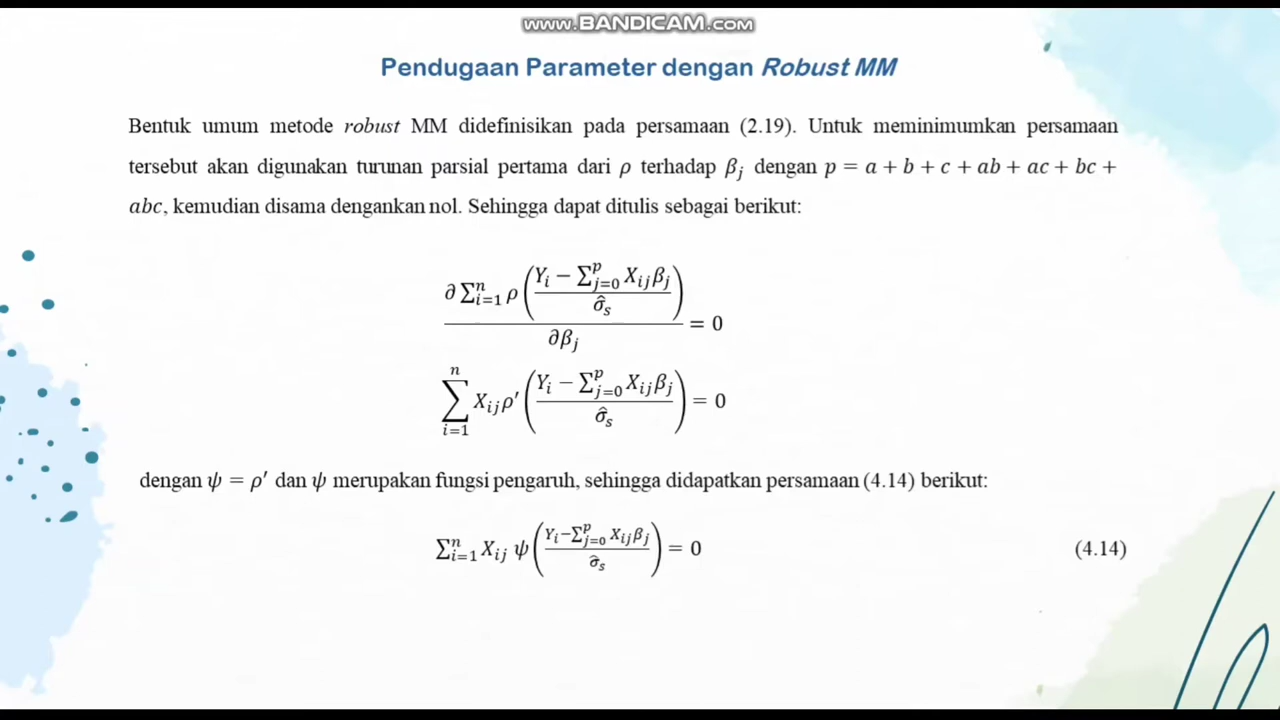 www.BANDICAM.com
Pendugaan Parameter dengan Robust MM
Bentuk umum metode robust MM didefinisikan pada persamaan (2.19). Untuk meminimumkan persamaan
tersebut akan digunakan turunan parsial pertama dari ρ terhadap β_j dengan p = a + b + c + ab + ac + bc +
abc, kemudian disama dengankan nol. Sehingga dapat ditulis sebagai berikut:
∂ Σ_{i=1}^{n} ρ ( (Y_i − Σ_{j=0}^{p} X_{ij} β_j) / σ̂_s ) / ∂β_j = 0
Σ_{i=1}^{n} X_{ij} ρ′ ( (Y_i − Σ_{j=0}^{p} X_{ij} β_j) / σ̂_s ) = 0
dengan ψ = ρ′ dan ψ merupakan fungsi pengaruh, sehingga didapatkan persamaan (4.14) berikut:
Σ_{i=1}^{n} X_{ij} ψ ( (Y_i − Σ_{j=0}^{p} X_{ij} β_j) / σ̂_s ) = 0 (4.14)